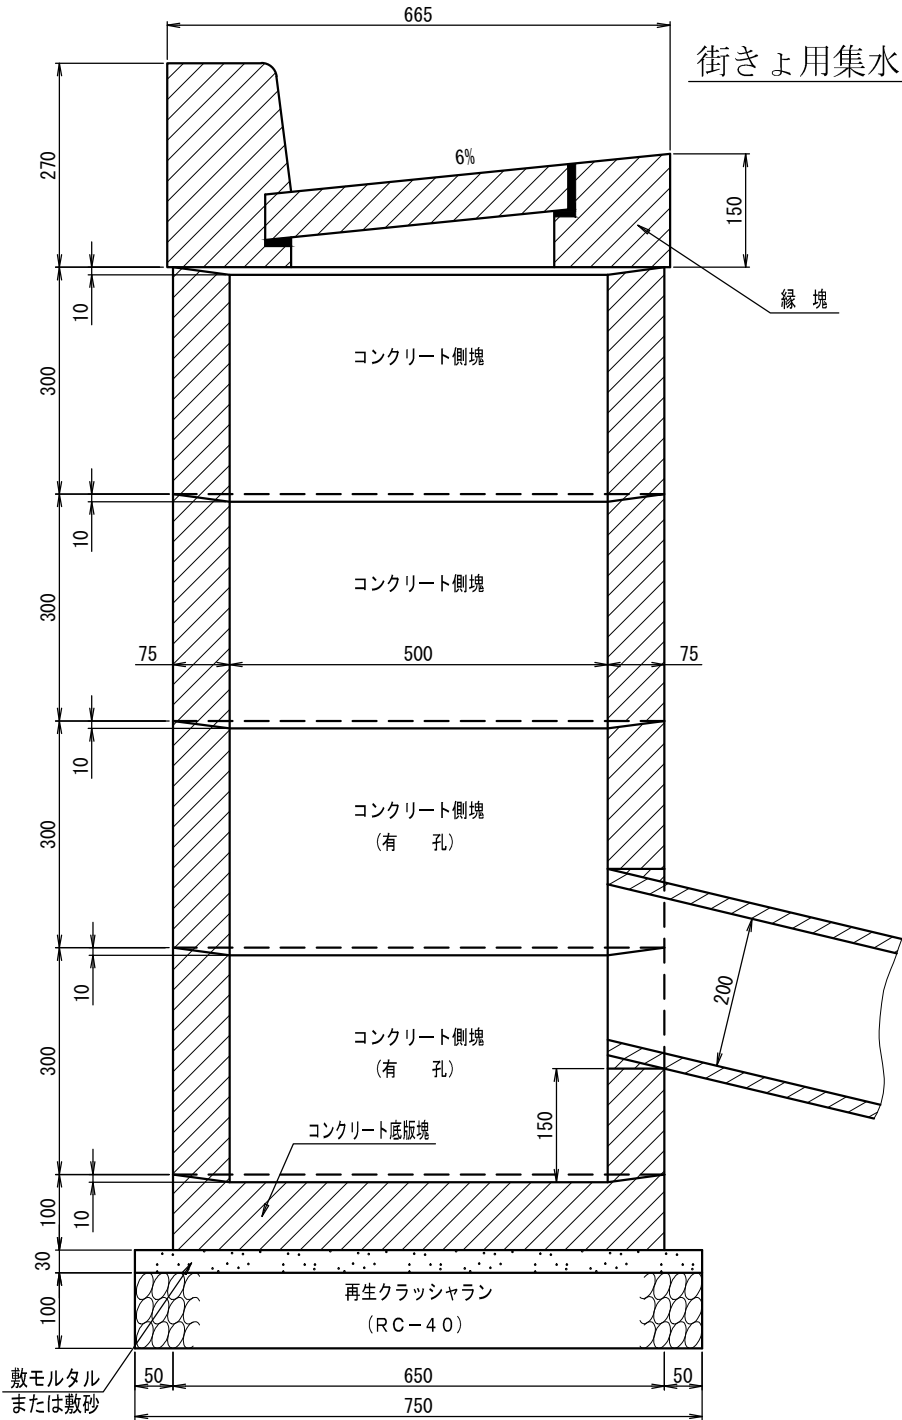 665
街きょ用集水
270
6%
150
10
縁 塊
コンクリート側塊
300
10
コンクリート側塊
300
75
500
75
10
コンクリート側塊
(有 孔)
300
10
200
コンクリート側塊
(有 孔)
300
150
コンクリート底版塊
100
10
30
再生クラッシャラン
(RC-40)
100
敷モルタル
または敷砂
50
650
50
750